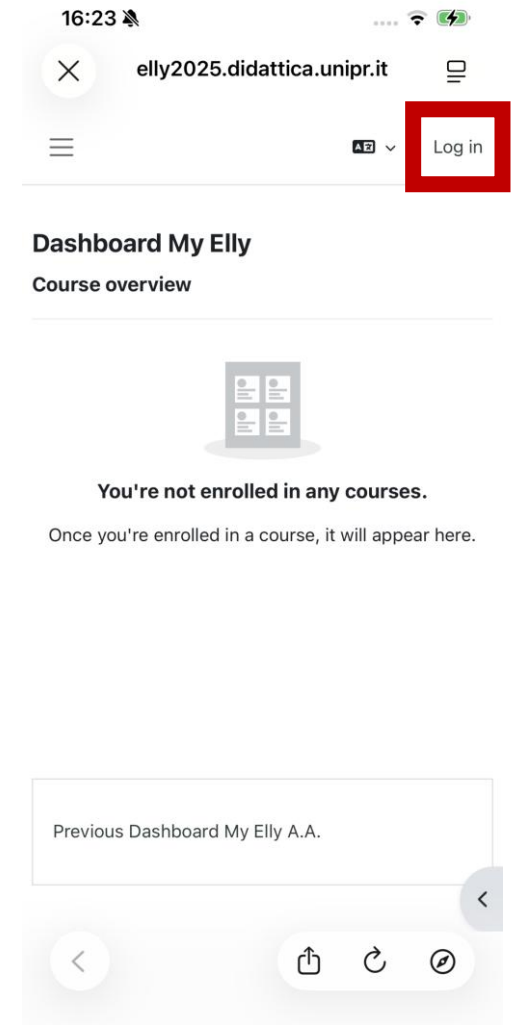 16:23
elly2025.didattica.unipr.it
Log in
Dashboard My Elly
Course overview
You're not enrolled in any courses.
Once you're enrolled in a course, it will appear here.
Previous Dashboard My Elly A.A.